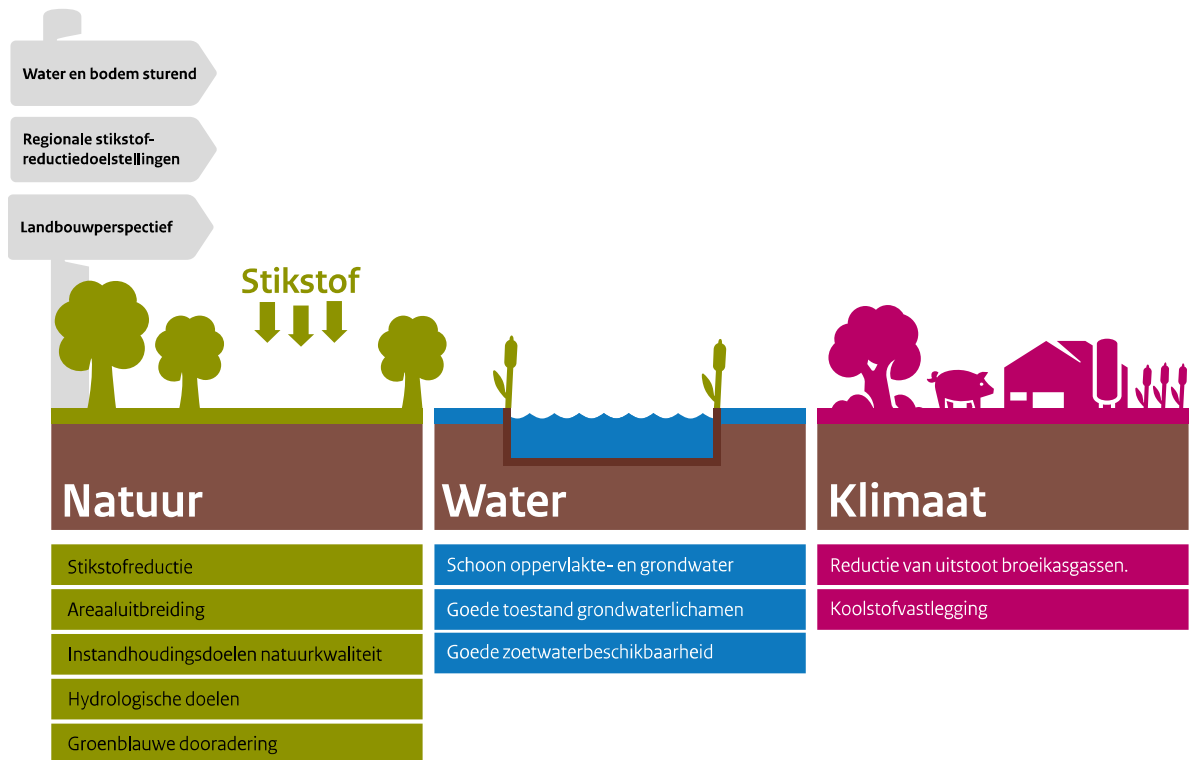 Water en bodem sturend
Regionale stikstof-
reductiedoelstellingen
Landbouwperspectief
Stikstof
Natuur
Stikstofreductie
Areaaluitbreiding
Instandhoudingsdoelen natuurkwaliteit
Hydrologische doelen
Groenblauwe dooradering
Water
Schoon oppervlakte- en grondwater
Goede toestand grondwaterlichamen
Goede zoetwaterbeschikbaarheid
Klimaat
Reductie van uitstoot broeikasgassen.
Koolstofvastlegging